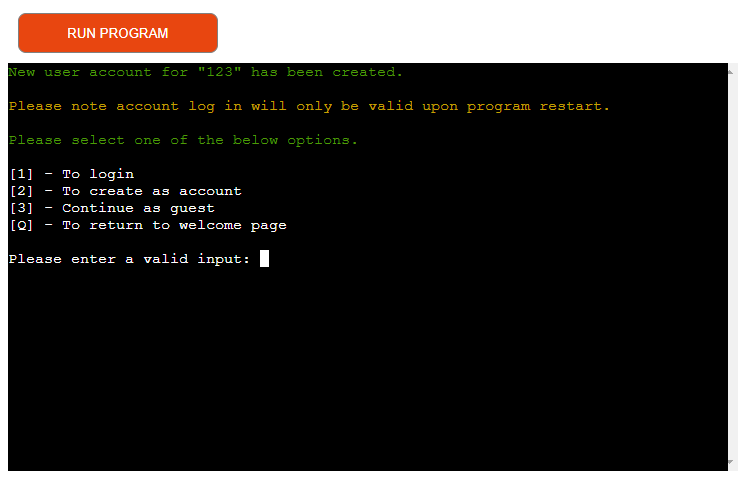 RUN PROGRAM
New user account for "123" has been created.
Please note account log in will only be valid upon program restart.
Please select one of the below options.
[1] - To login
[2] - To create as account
[3] - Continue as guest
[Q] - To return to welcome page
Please enter a valid input: